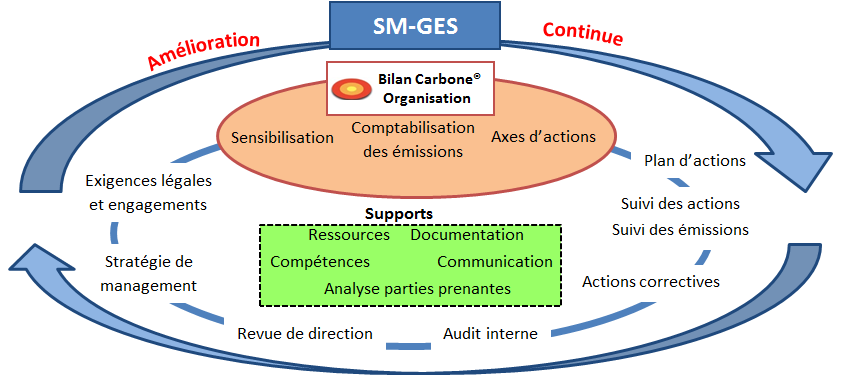 SM-GES
Amélioration
Continue
Bilan Carbone®
Organisation
Sensibilisation
Comptabilisation
des émissions
Axes d’actions
Plan d’actions
Suivi des actions
Suivi des émissions
Actions correctives
Audit interne
Revue de direction
Stratégie de
management
Exigences légales
et engagements
Supports
Ressources Documentation
Compétences Communication
Analyse parties prenantes